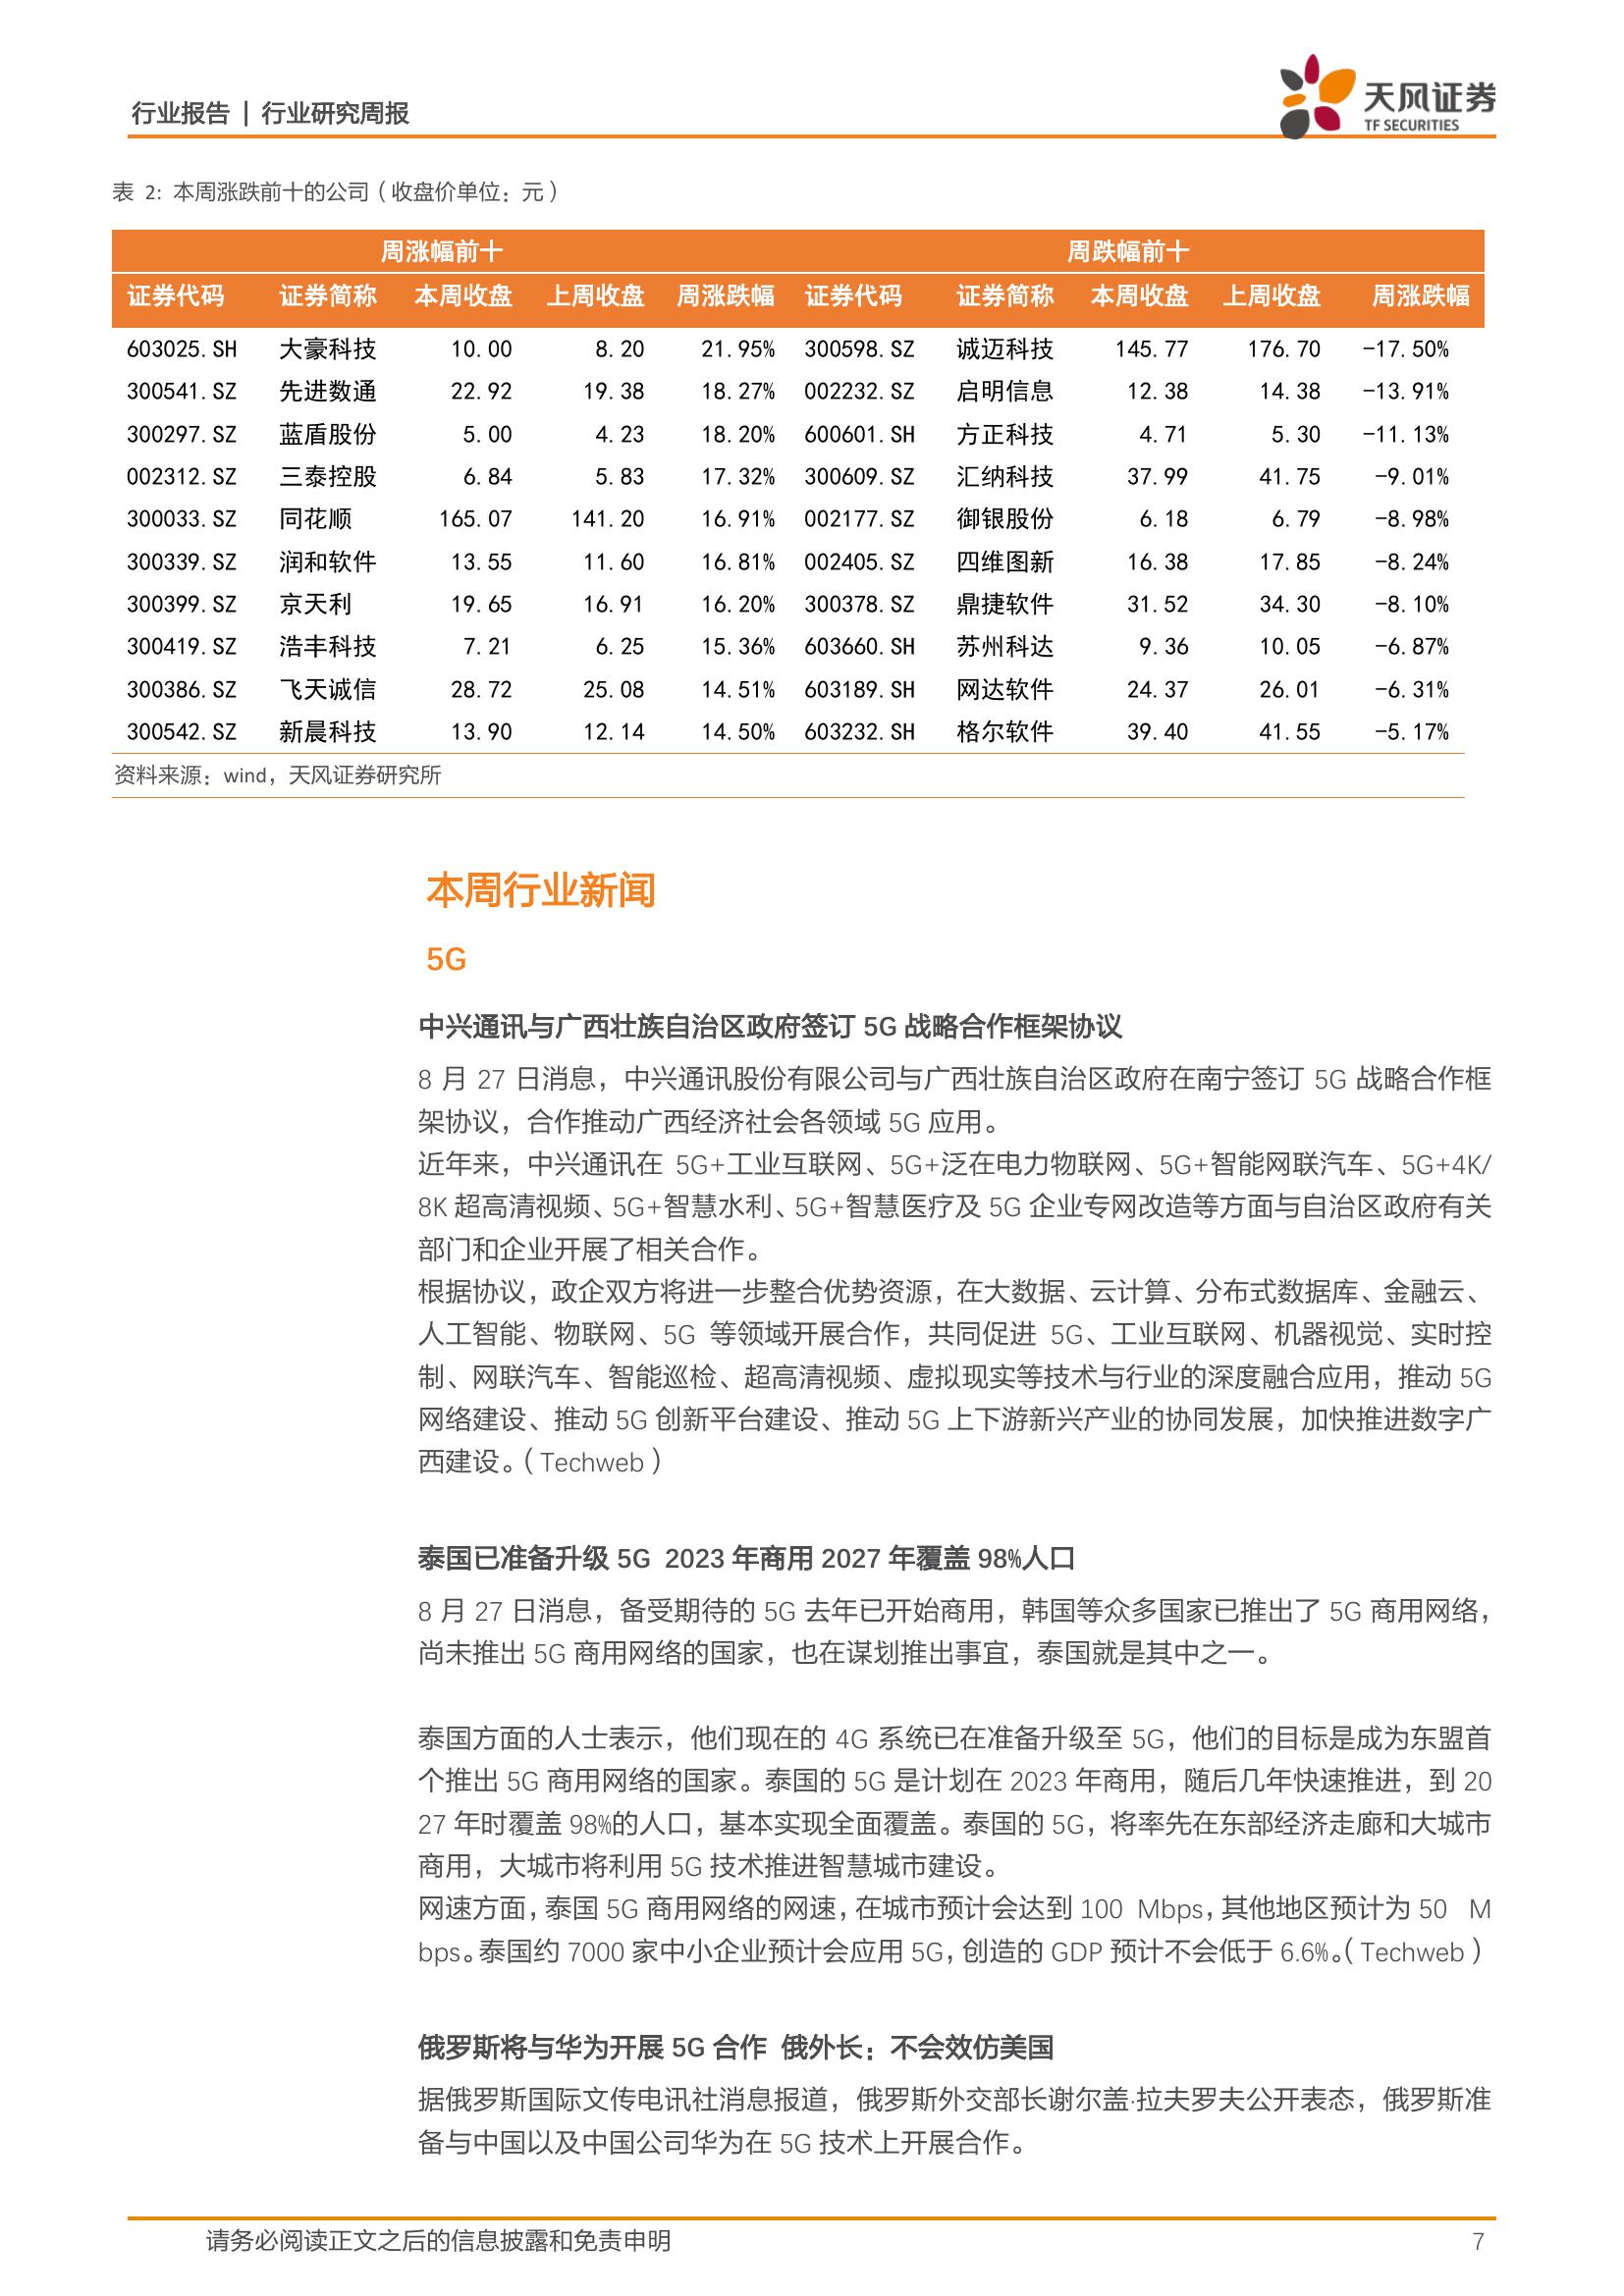 行业报告 | 行业研究周报
天风证券
TF SECURITIES
表 2: 本周涨跌前十的公司（收盘价单位：元）
周涨幅前十 周跌幅前十
证券代码 证券简称 本周收盘 上周收盘 周涨跌幅 证券代码 证券简称 本周收盘 上周收盘 周涨跌幅
603025.SH 大豪科技 10.00 8.20 21.95% 300598.SZ 诚迈科技 145.77 176.70 -17.50%
300541.SZ 先进数通 22.92 19.38 18.27% 002232.SZ 启明信息 12.38 14.38 -13.91%
300297.SZ 蓝盾股份 5.00 4.23 18.20% 600601.SH 方正科技 4.71 5.30 -11.13%
002312.SZ 三泰控股 6.84 5.83 17.32% 300609.SZ 汇纳科技 37.99 41.75 -9.01%
300033.SZ 同花顺 165.07 141.20 16.91% 002177.SZ 御银股份 6.18 6.79 -8.98%
300339.SZ 润和软件 13.55 11.60 16.81% 002405.SZ 四维图新 16.38 17.85 -8.24%
300399.SZ 京天利 19.65 16.91 16.20% 300378.SZ 鼎捷软件 31.52 34.30 -8.10%
300419.SZ 浩丰科技 7.21 6.25 15.36% 603660.SH 苏州科达 9.36 10.05 -6.87%
300386.SZ 飞天诚信 28.72 25.08 14.51% 603189.SH 网达软件 24.37 26.01 -6.31%
300542.SZ 新晨科技 13.90 12.14 14.50% 603232.SH 格尔软件 39.40 41.55 -5.17%
资料来源：wind，天风证券研究所
本周行业新闻
5G
中兴通讯与广西壮族自治区政府签订 5G 战略合作框架协议
8 月 27 日消息，中兴通讯股份有限公司与广西壮族自治区政府在南宁签订 5G 战略合作框
架协议，合作推动广西经济社会各领域 5G 应用。
近年来，中兴通讯在 5G+工业互联网、5G+泛在电力物联网、5G+智能网联汽车、5G+4K/
8K 超高清视频、5G+智慧水利、5G+智慧医疗及 5G 企业专网改造等方面与自治区政府有关
部门和企业开展了相关合作。
根据协议，政企双方将进一步整合优势资源，在大数据、云计算、分布式数据库、金融云、
人工智能、物联网、5G 等领域开展合作，共同促进 5G、工业互联网、机器视觉、实时控
制、网联汽车、智能巡检、超高清视频、虚拟现实等技术与行业的深度融合应用，推动 5G
网络建设、推动 5G 创新平台建设、推动 5G 上下游新兴产业的协同发展，加快推进数字广
西建设。（Techweb）
泰国已准备升级 5G 2023 年商用 2027 年覆盖 98%人口
8 月 27 日消息，备受期待的 5G 去年已开始商用，韩国等众多国家已推出了 5G 商用网络，
尚未推出 5G 商用网络的国家，也在谋划推出事宜，泰国就是其中之一。
泰国方面的人士表示，他们现在的 4G 系统已在准备升级至 5G，他们的目标是成为东盟首
个推出 5G 商用网络的国家。泰国的 5G 是计划在 2023 年商用，随后几年快速推进，到 20
27 年时覆盖 98%的人口，基本实现全面覆盖。泰国的 5G，将率先在东部经济走廊和大城市
商用，大城市将利用 5G 技术推进智慧城市建设。
网速方面，泰国 5G 商用网络的网速，在城市预计会达到 100 Mbps，其他地区预计为 50 M
bps。泰国约 7000 家中小企业预计会应用 5G，创造的 GDP 预计不会低于 6.6%。（Techweb）
俄罗斯将与华为开展 5G 合作 俄外长：不会效仿美国
据俄罗斯国际文传电讯社消息报道，俄罗斯外交部长谢尔盖·拉夫罗夫公开表态，俄罗斯准
备与中国以及中国公司华为在 5G 技术上开展合作。
请务必阅读正文之后的信息披露和免责申明 7